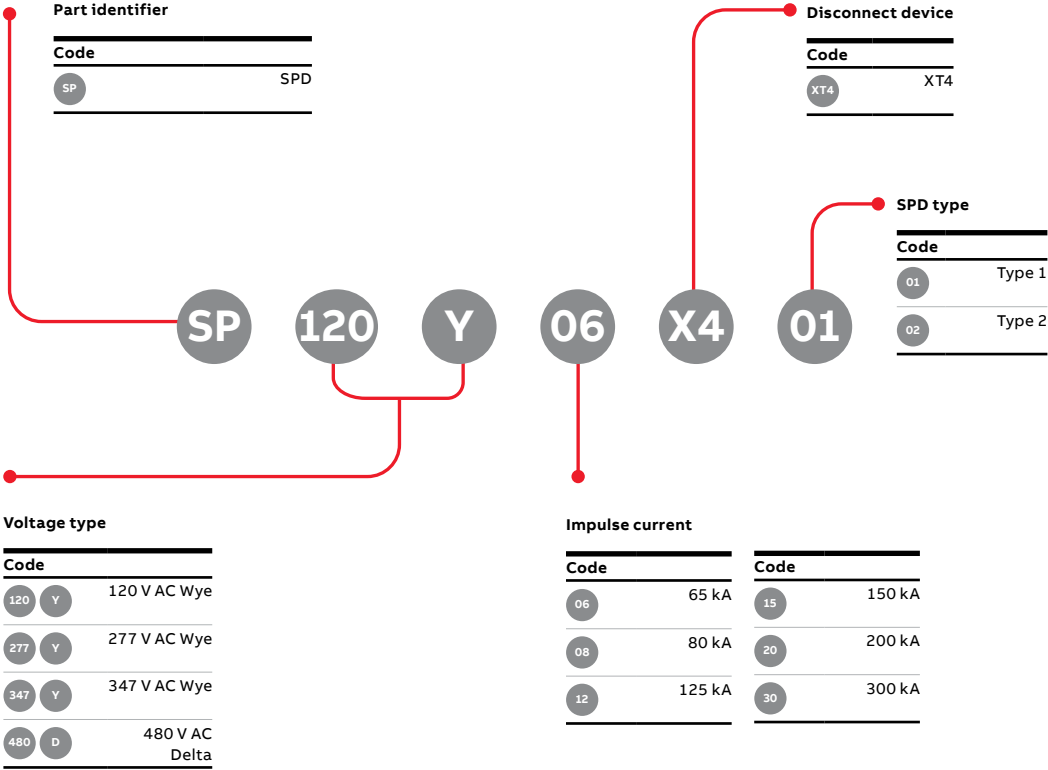 Part identifier
Code
SP SPD
Disconnect device
Code
XT4 XT4
SPD type
Code
01 Type 1
02 Type 2
SP 120 Y 06 X4 01
Voltage type
Code
120 Y 120 V AC Wye
277 Y 277 V AC Wye
347 Y 347 V AC Wye
480 D 480 V AC
Delta
Impulse current
Code
06 65 kA
08 80 kA
12 125 kA
Code
15 150 kA
20 200 kA
30 300 kA